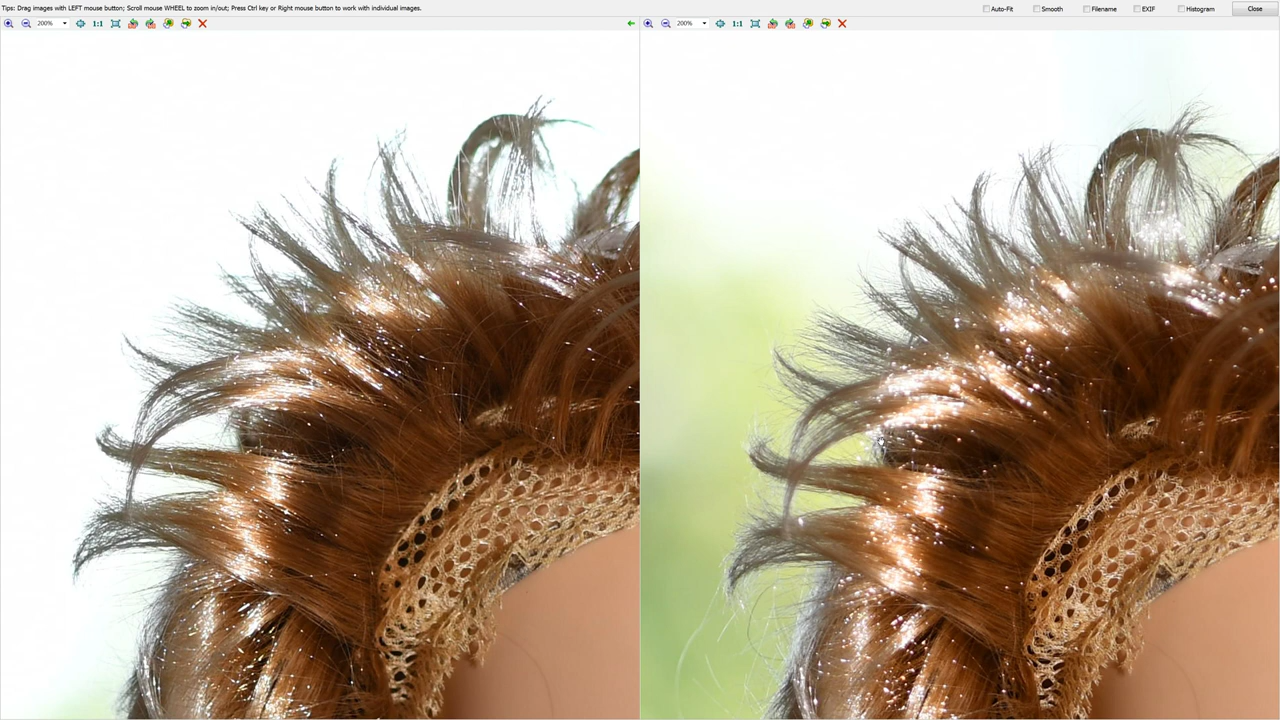 Tips: Drag images with LEFT mouse button; Scroll mouse WHEEL to zoom in/out; Press Ctrl key or Right mouse button to work with individual images.
Auto-Fit
Smooth
Filename
EXIF
Histogram
Close
200%
1:1
200%
1:1